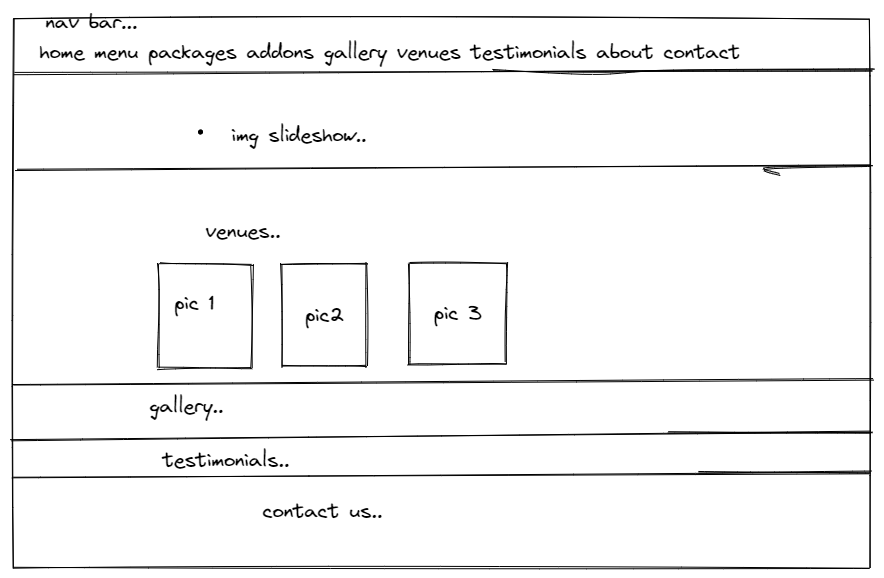 nav bar...
home menu packages addons gallery venues testimonials about contact
img slideshow..
venues..
pic 1
pic2
pic 3
gallery..
testimonials..
contact us..